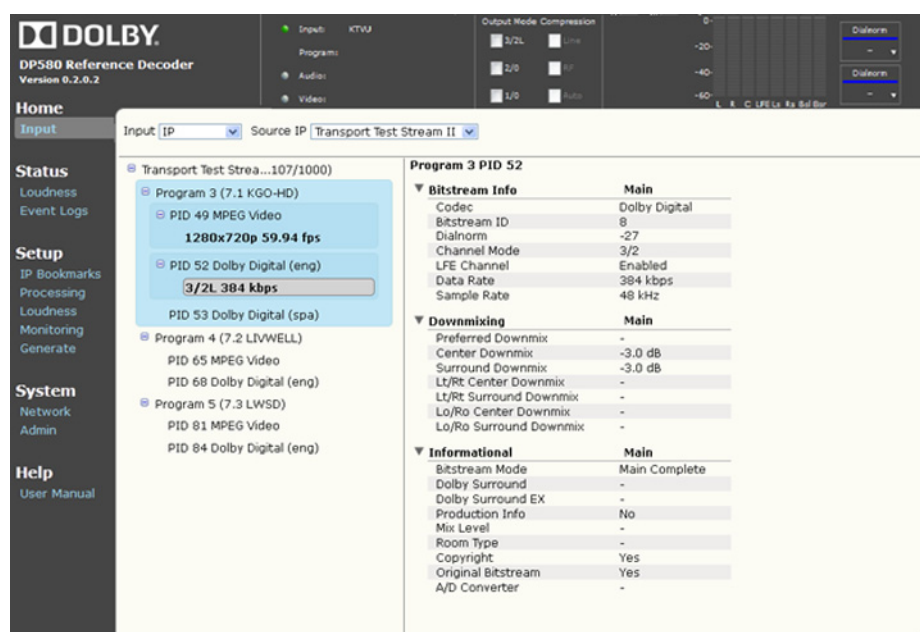 DOLBY.
DP580 Reference Decoder
Version 0.2.0.2
Input: KTVU
Program:
Audio:
Video:
Output Mode Compression
3/2L Line
2/0 RF
1/0 Auto
0-
-20-
-40-
-60-
L R C LFE Ls Rs Bsl Bsr
Dialnorm
-
Dialnorm
-
Home
Input
Status
Loudness
Event Logs
Setup
IP Bookmarks
Processing
Loudness
Monitoring
Generate
System
Network
Admin
Help
User Manual
Input IP Source IP Transport Test Stream II
Transport Test Strea...107/1000)
Program 3 (7.1 KGO-HD)
PID 49 MPEG Video
1280x720p 59.94 fps
PID 52 Dolby Digital (eng)
3/2L 384 kbps
PID 53 Dolby Digital (spa)
Program 4 (7.2 LIVWELL)
PID 65 MPEG Video
PID 68 Dolby Digital (eng)
Program 5 (7.3 LWSD)
PID 81 MPEG Video
PID 84 Dolby Digital (eng)
Program 3 PID 52
Bitstream Info Main
Codec Dolby Digital
Bitstream ID 8
Dialnorm -27
Channel Mode 3/2
LFE Channel Enabled
Data Rate 384 kbps
Sample Rate 48 kHz
Downmixing Main
Preferred Downmix -
Center Downmix -3.0 dB
Surround Downmix -3.0 dB
Lt/Rt Center Downmix -
Lt/Rt Surround Downmix -
Lo/Ro Center Downmix -
Lo/Ro Surround Downmix -
Informational Main
Bitstream Mode Main Complete
Dolby Surround -
Dolby Surround EX -
Production Info No
Mix Level -
Room Type -
Copyright Yes
Original Bitstream Yes
A/D Converter -